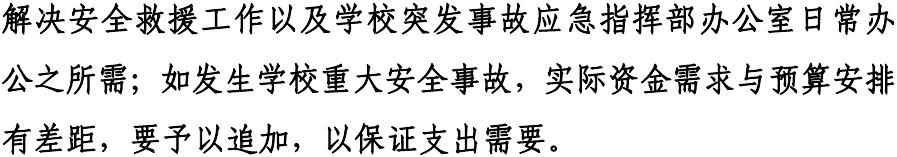 解决安全救援工作以及学校突发事故应急指挥部办公室日常办
公之所需；如发生学校重大安全事故，实际资金需求与预算安排
有差距，要予以追加，以保证支出需要。